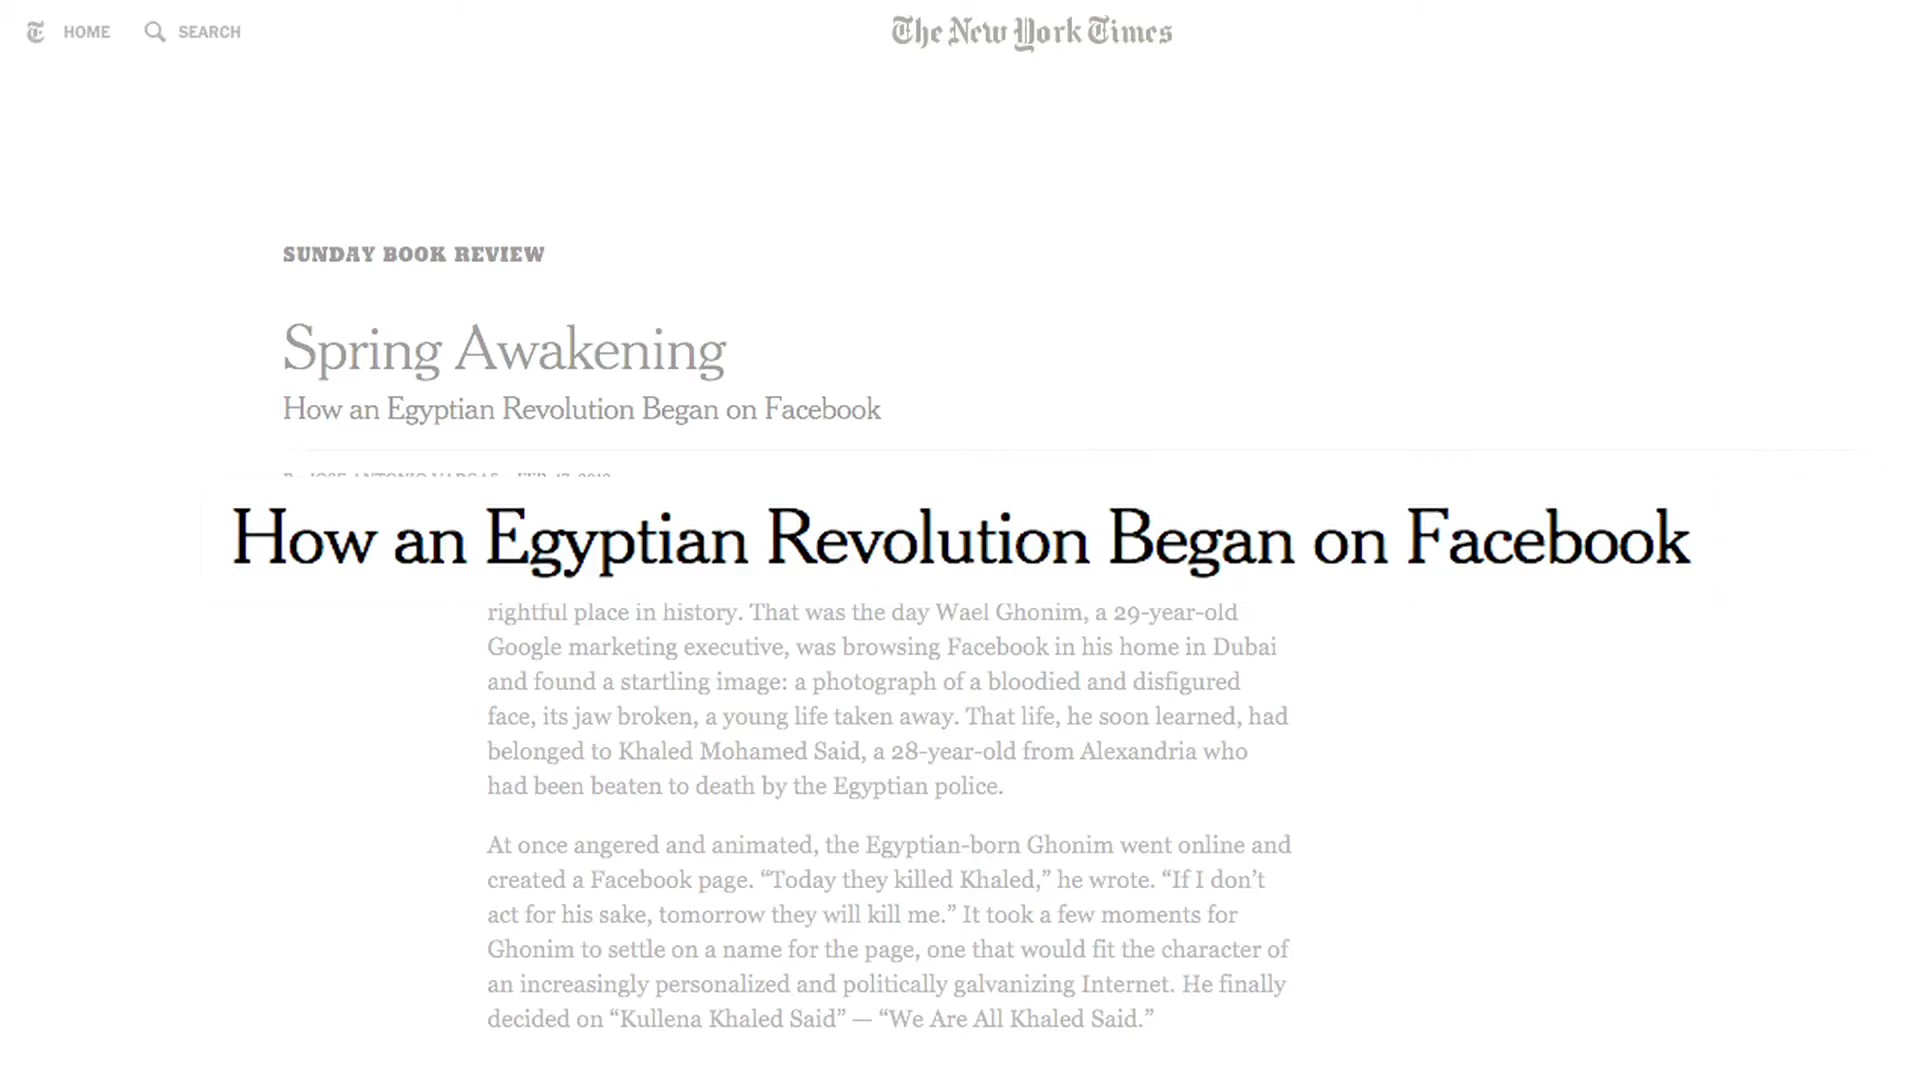 HOME SEARCH The New York Times
SUNDAY BOOK REVIEW
Spring Awakening
How an Egyptian Revolution Began on Facebook
By JOSE ANTONIO VARGAS FEB. 17, 2012
How an Egyptian Revolution Began on Facebook
rightful place in history. That was the day Wael Ghonim, a 29-year-old
Google marketing executive, was browsing Facebook in his home in Dubai
and found a startling image: a photograph of a bloodied and disfigured
face, its jaw broken, a young life taken away. That life, he soon learned, had
belonged to Khaled Mohamed Said, a 28-year-old from Alexandria who
had been beaten to death by the Egyptian police.
At once angered and animated, the Egyptian-born Ghonim went online and
created a Facebook page. “Today they killed Khaled,” he wrote. “If I don’t
act for his sake, tomorrow they will kill me.” It took a few moments for
Ghonim to settle on a name for the page, one that would fit the character of
an increasingly personalized and politically galvanizing Internet. He finally
decided on “Kullena Khaled Said” — “We Are All Khaled Said.”